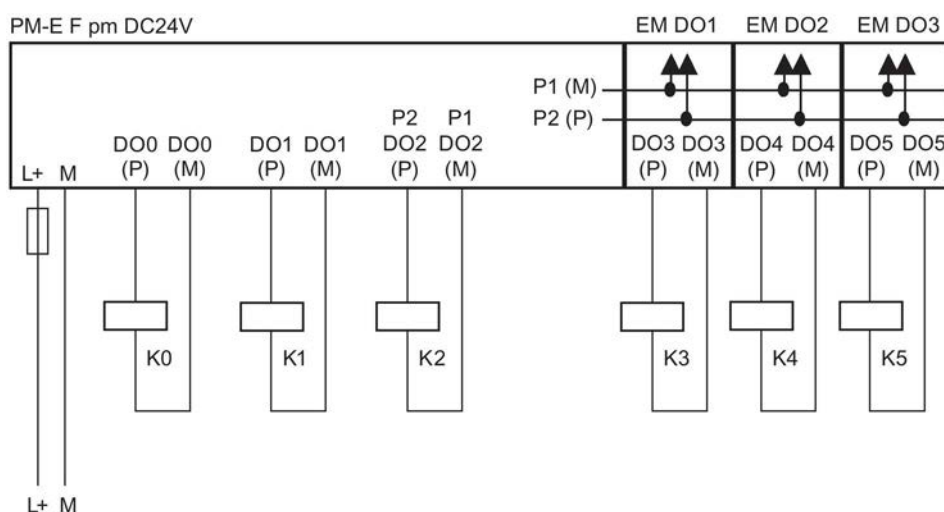 PM-E F pm DC24V EM DO1 EM DO2 EM DO3
P1 (M)
P2 (P)
P2 P1
DO0 DO0 DO1 DO1 DO2 DO2 DO3 DO3 DO4 DO4 DO5 DO5
L+ M (P) (M) (P) (M) (P) (M) (P) (M) (P) (M) (P) (M)
K0 K1 K2 K3 K4 K5
L+ M